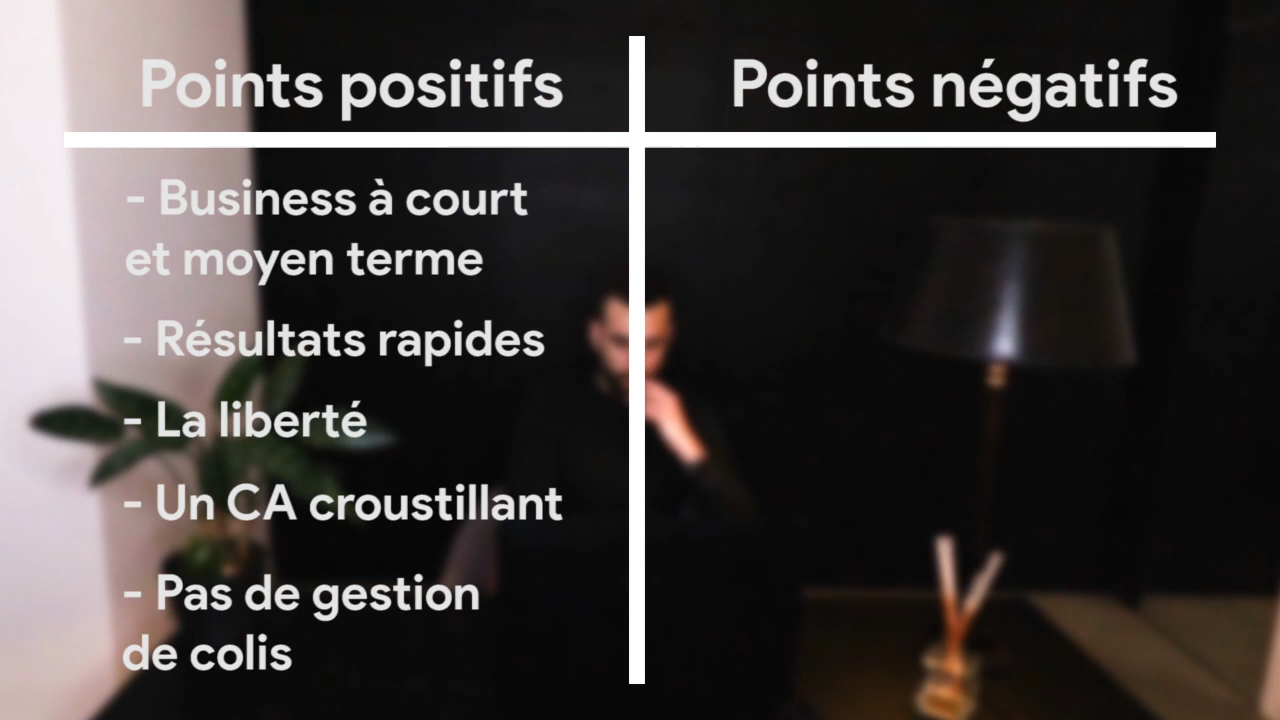 Points positifs
Points négatifs
- Business à court
et moyen terme
- Résultats rapides
- La liberté
- Un CA croustillant
- Pas de gestion
de colis